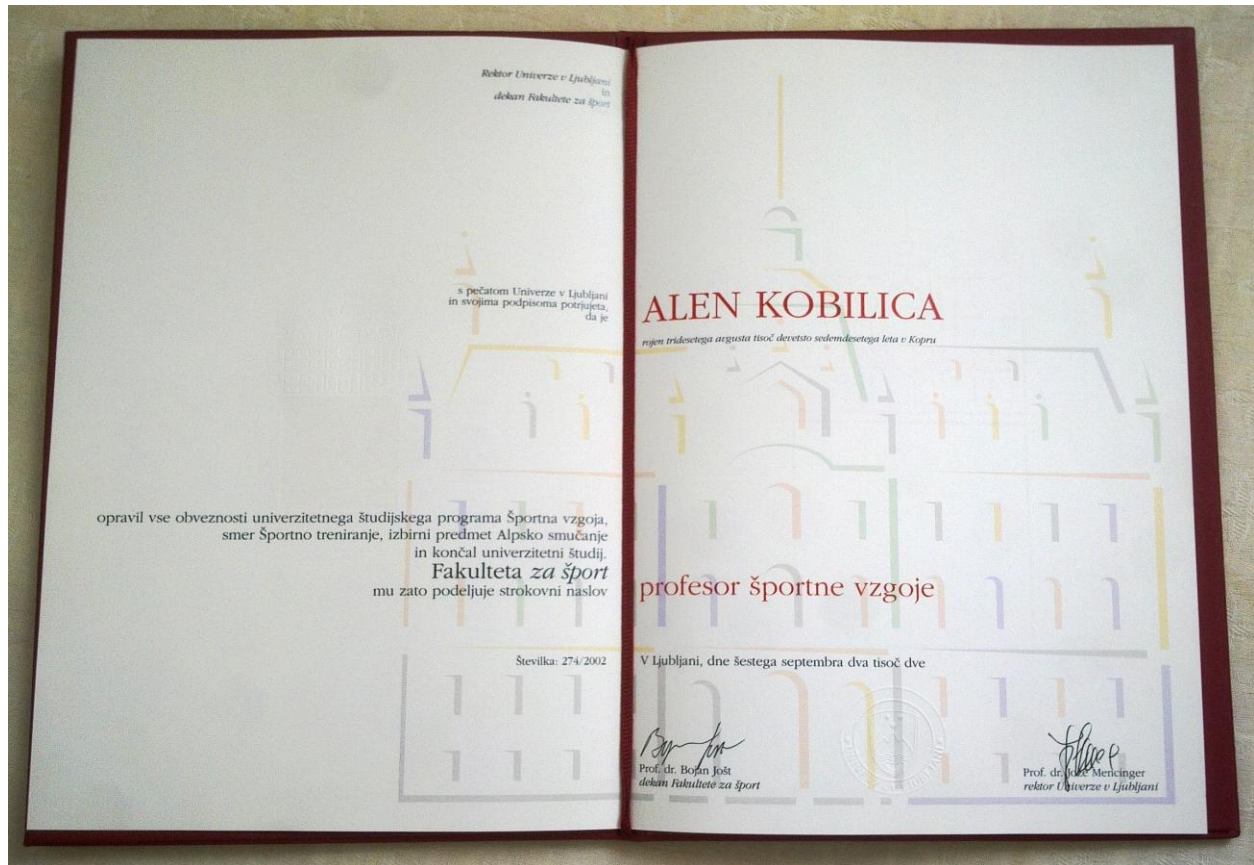 Rektor Univerze v Ljubljani
in
dekan Fakultete za šport
s pečatom Univerze v Ljubljani
in svojima podpisoma potrjujeta,
da je
ALEN KOBILICA
rojen tridesetega avgusta tisoč devetsto sedemdesetega leta v Kopru
opravil vse obveznosti univerzitetnega študijskega programa Športna vzgoja,
smer Športno treniranje, izbirni predmet Alpsko smučanje
in končal univerzitetni študij.
Fakulteta za šport
mu zato podeljuje strokovni naslov
profesor športne vzgoje
Številka: 274/2002
V Ljubljani, dne šestega septembra dva tisoč dve
Prof. dr. Bojan Jošt
dekan Fakultete za šport
Prof. dr. Jože Mencinger
rektor Univerze v Ljubljani